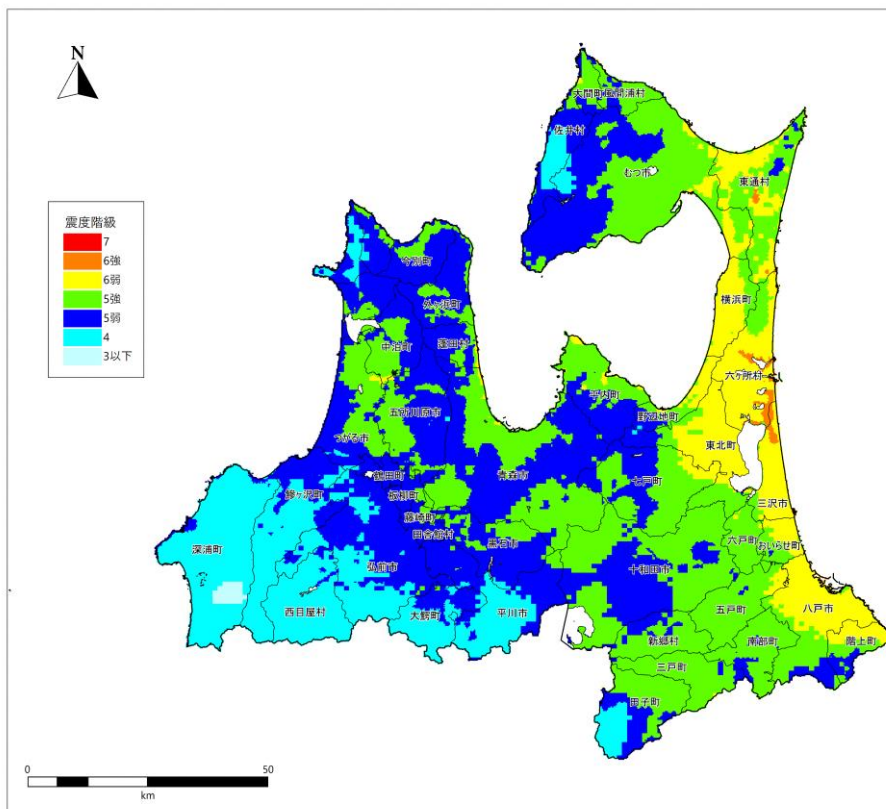 N
大間町
風間浦村
佐井村
むつ市
東通村
震度階級
7
6強
6弱
5強
5弱
4
3以下
今別町
外ヶ浜町
横浜町
中泊町
蓬田村
六ヶ所村
平内町
野辺地町
五所川原市
つがる市
東北町
鶴田町
青森市
七戸町
鰺ヶ沢町
板柳町
三沢市
藤崎町
田舎館村
六戸町
おいらせ町
黒石市
深浦町
弘前市
十和田市
西目屋村
大鰐町
平川市
五戸町
八戸市
新郷村
南部町
階上町
三戸町
田子町
0
50
km